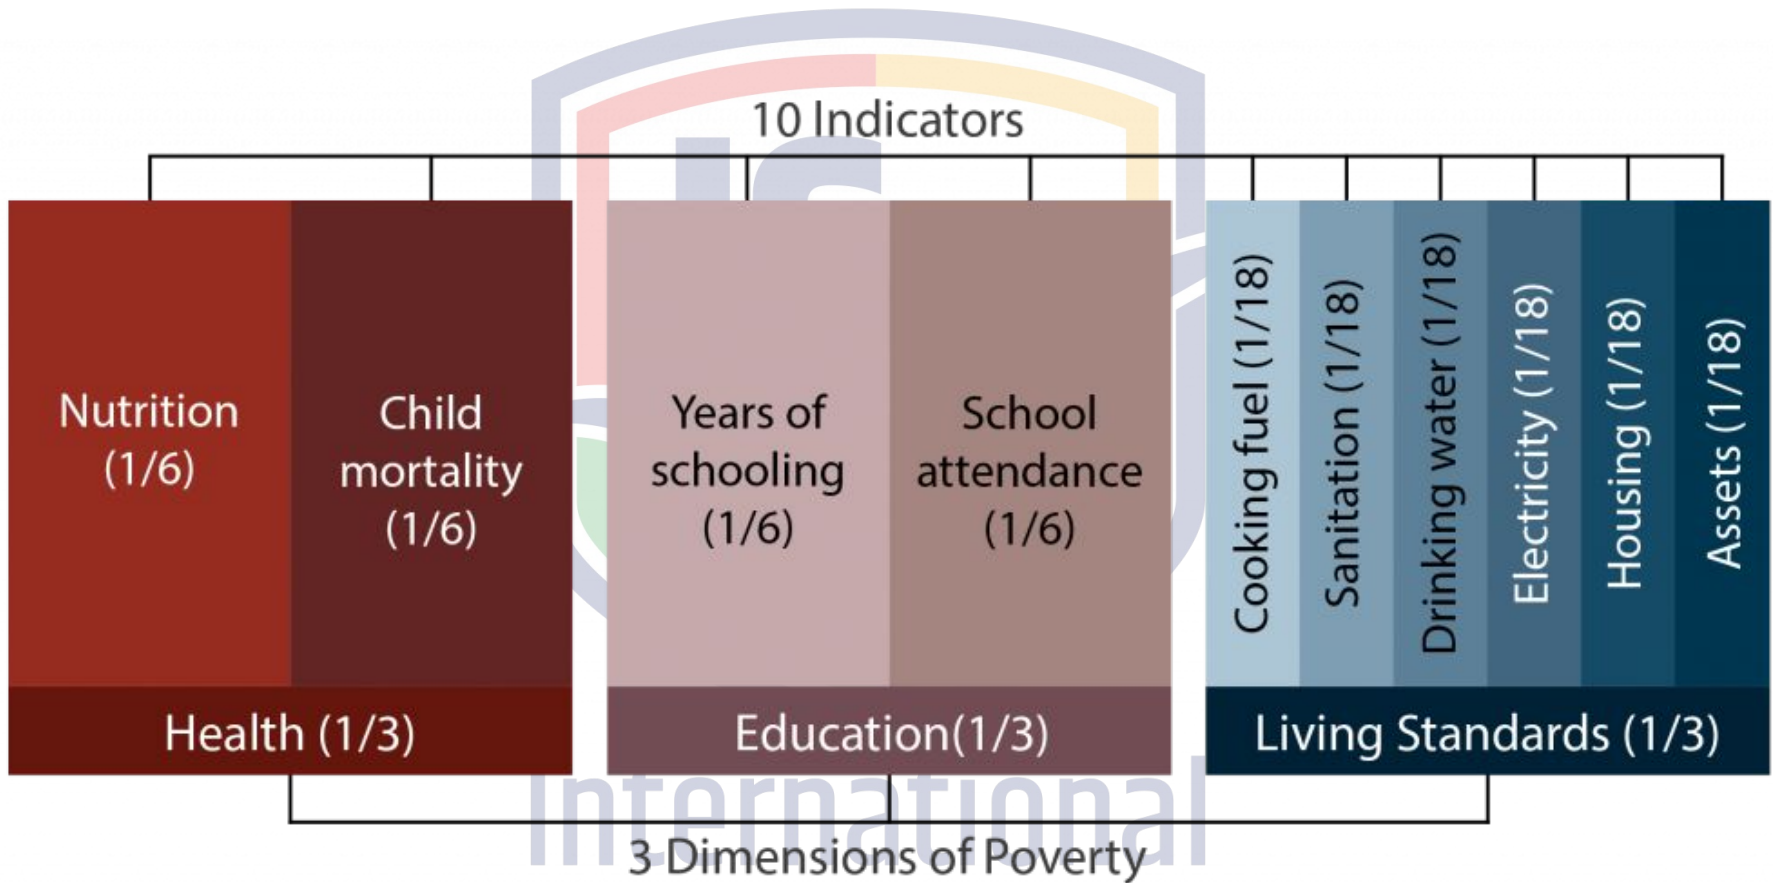 10 Indicators
Nutrition
(1/6)
Child
mortality
(1/6)
Years of
schooling
(1/6)
School
attendance
(1/6)
Cooking fuel (1/18)
Sanitation (1/18)
Drinking water (1/18)
Electricity (1/18)
Housing (1/18)
Assets (1/18)
Health (1/3)
Education(1/3)
Living Standards (1/3)
International
3 Dimensions of Poverty